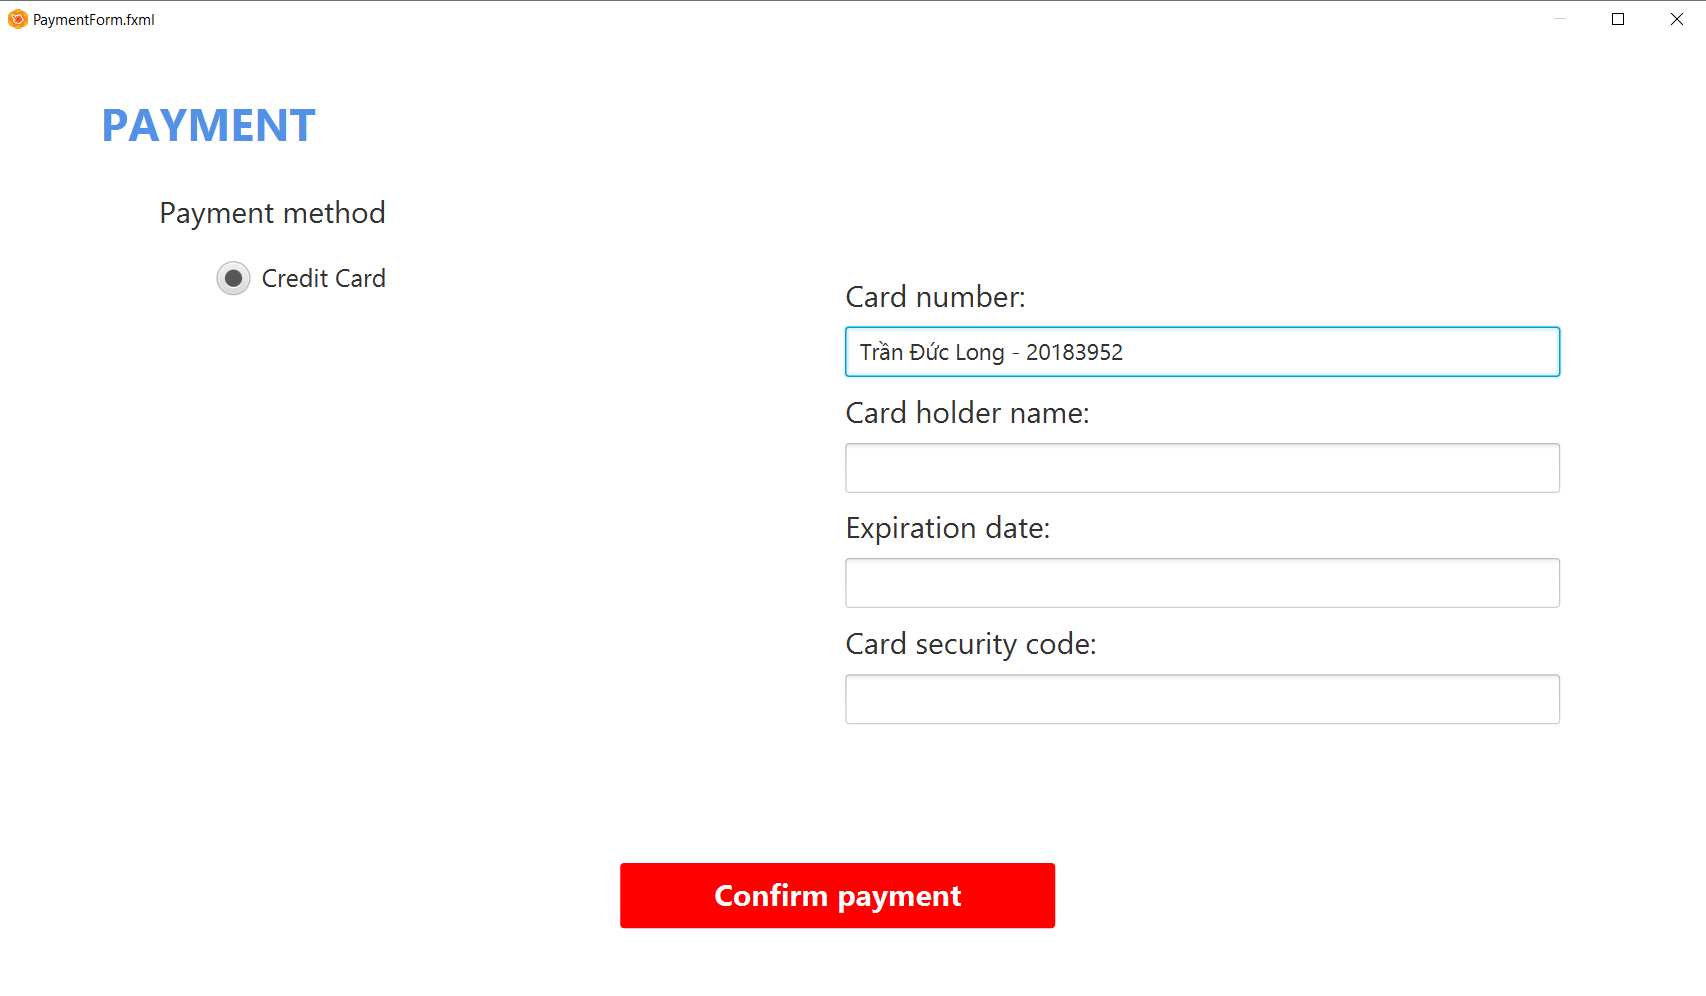 PaymentForm.fxml
PAYMENT
Payment method
Credit Card
Card number:
Trần Đức Long - 20183952
Card holder name:
Expiration date:
Card security code:
Confirm payment